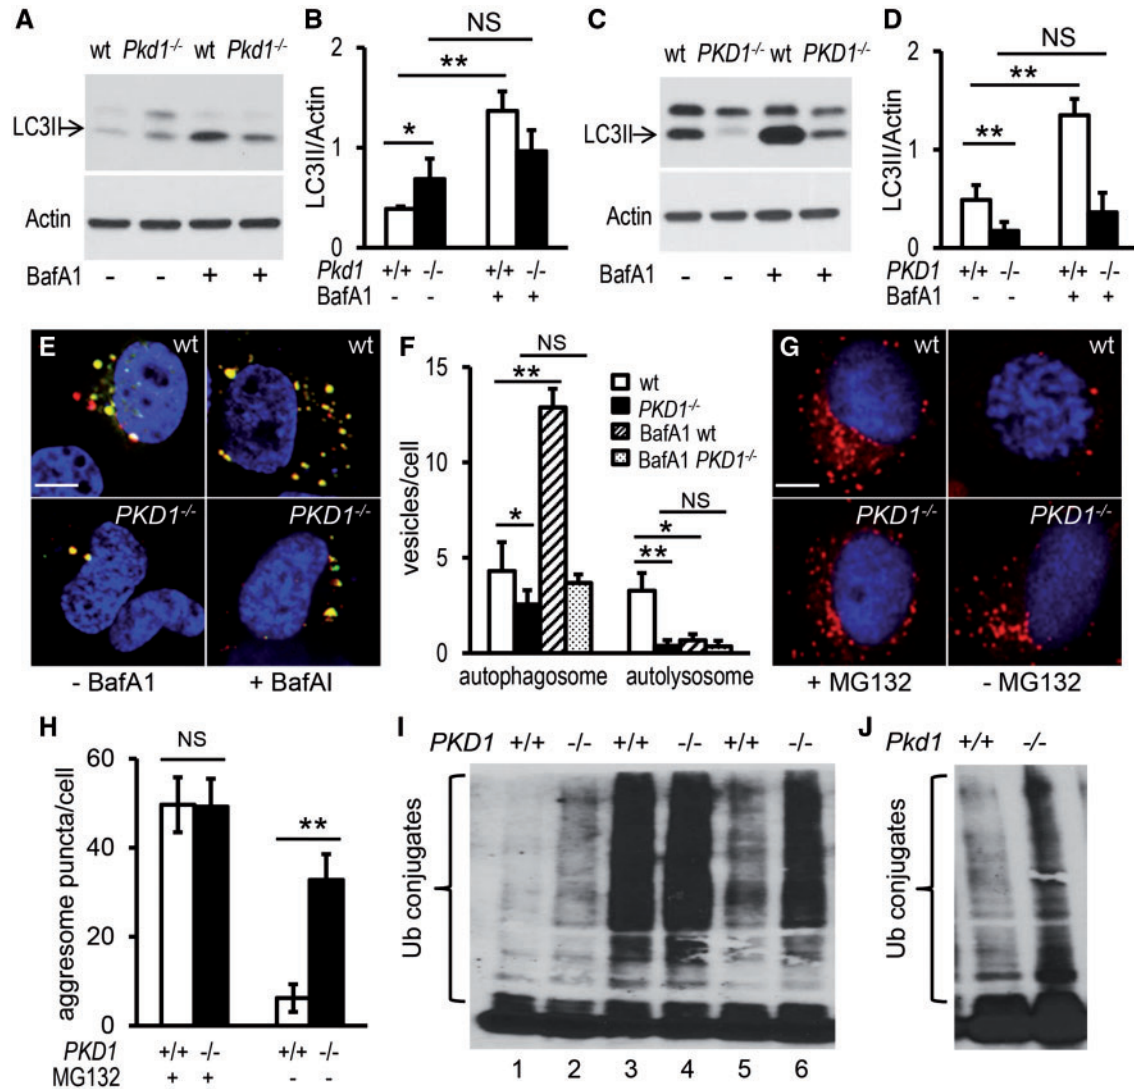 A
wt Pkd1-/- wt Pkd1-/-
LC3II→
Actin
BafA1 - - + +
B
NS
**
*
2
1
0
LC3II/Actin
Pkd1 +/+ -/- +/+ -/-
BafA1 - - + +
C
wt PKD1-/- wt PKD1-/-
LC3II→
Actin
BafA1 - - + +
D
NS
**
**
2
1
0
LC3II/Actin
PKD1 +/+ -/- +/+ -/-
BafA1 - - + +
E
wt wt
PKD1-/- PKD1-/-
- BafA1 + BafAI
F
15
10
5
0
vesicles/cell
NS
**
*
NS
*
**
wt
PKD1-/-
BafA1 wt
BafA1 PKD1-/-
autophagosome autolysosome
G
wt wt
PKD1-/- PKD1-/-
+ MG132 - MG132
H
60
40
20
0
aggresome puncta/cell
NS
**
PKD1 +/+ -/- +/+ -/-
MG132 + + - -
I
PKD1 +/+ -/- +/+ -/- +/+ -/-
Ub conjugates
1 2 3 4 5 6
J
Pkd1 +/+ -/-
Ub conjugates